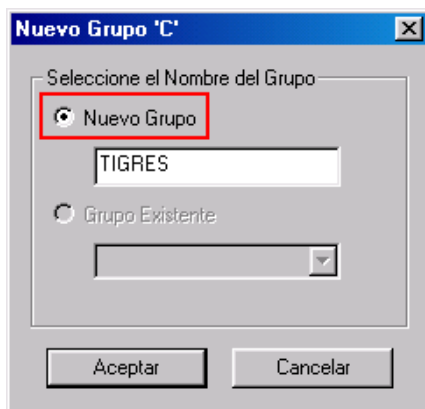 Nuevo Grupo 'C'
Seleccione el Nombre del Grupo
Nuevo Grupo
TIGRES
Grupo Existente
Aceptar Cancelar